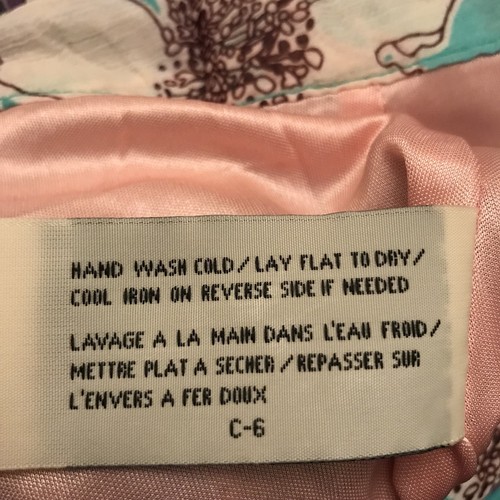 HAND WASH COLD/LAY FLAT TO DRY/
COOL IRON ON REVERSE SIDE IF NEEDED
LAVAGE A LA MAIN DANS L'EAU FROID/
METTRE PLAT A SECHER/REPASSER SUR
L'ENVERS A FER DOUX
C-6